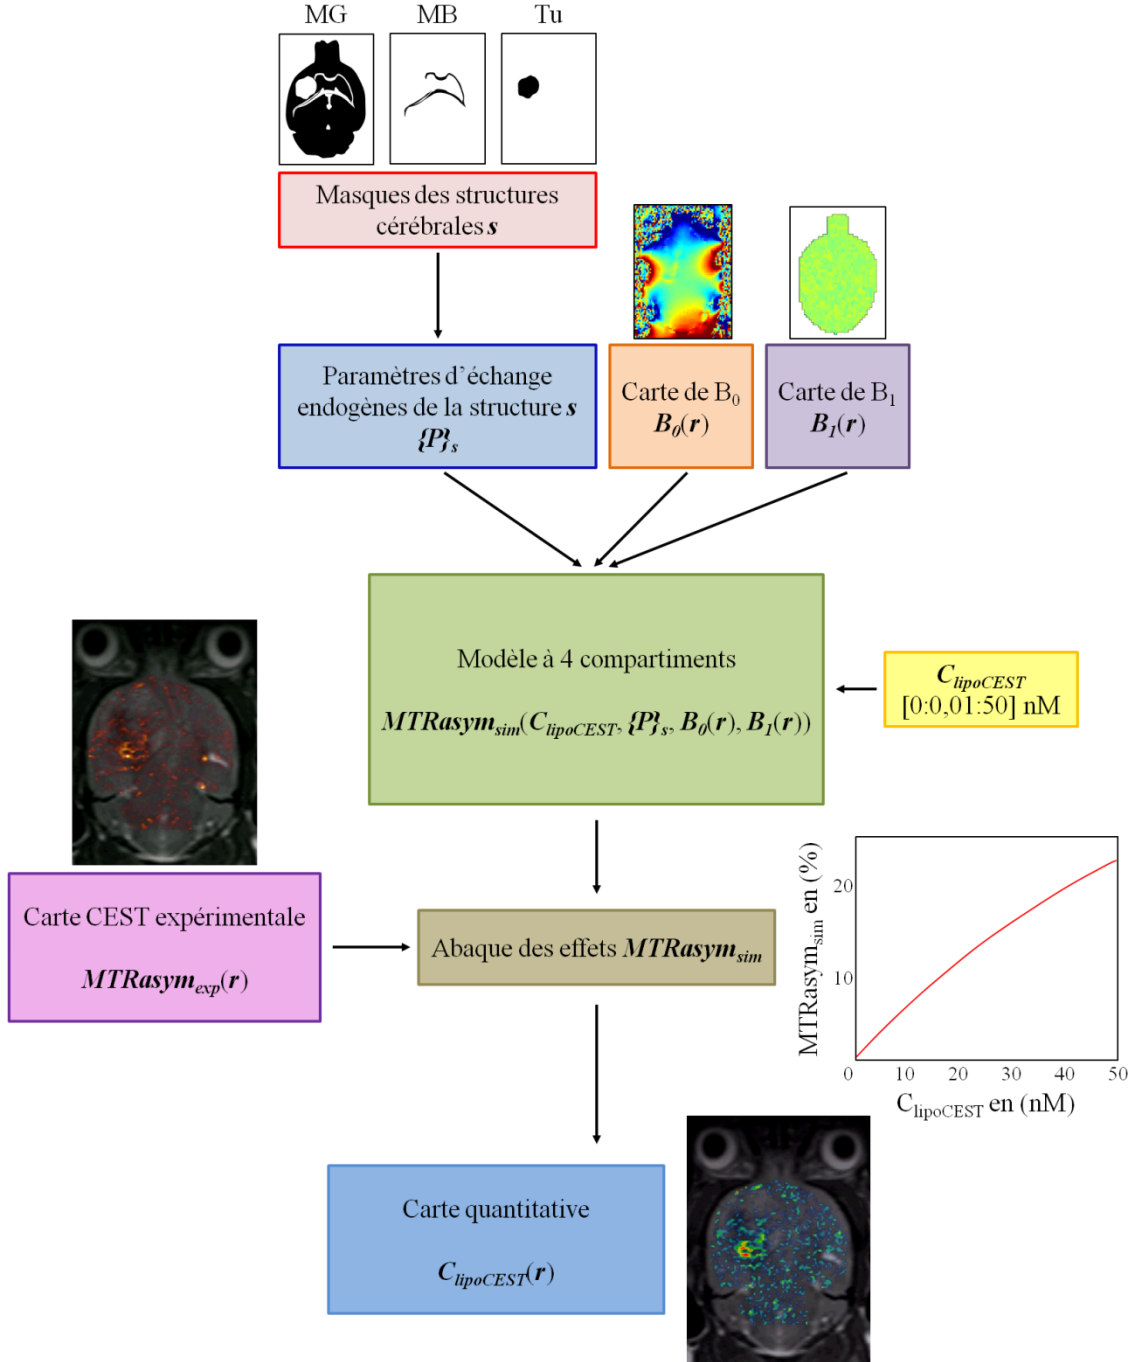 MG MB Tu
Masques des structures
cérébrales s
Paramètres d’échange
endogènes de la structure s
{P}s
Carte de B0
B0(r)
Carte de B1
B1(r)
Modèle à 4 compartiments
MTRasymsim(ClipoCEST, {P}s, B0(r), B1(r))
ClipoCEST
[0:0,01:50] nM
Carte CEST expérimentale
MTRasymexp(r)
Abaque des effets MTRasymsim
MTRasymsim en (%)
20
10
0 10 20 30 40 50
ClipoCEST en (nM)
Carte quantitative
ClipoCEST(r)